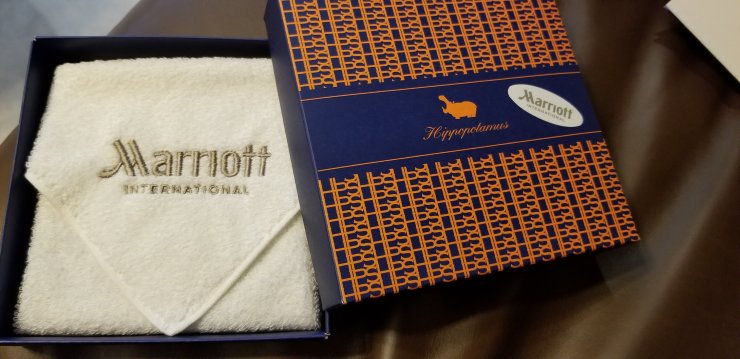 Marriott
INTERNATIONAL
Hippopotamus
Marriott
INTERNATIONAL